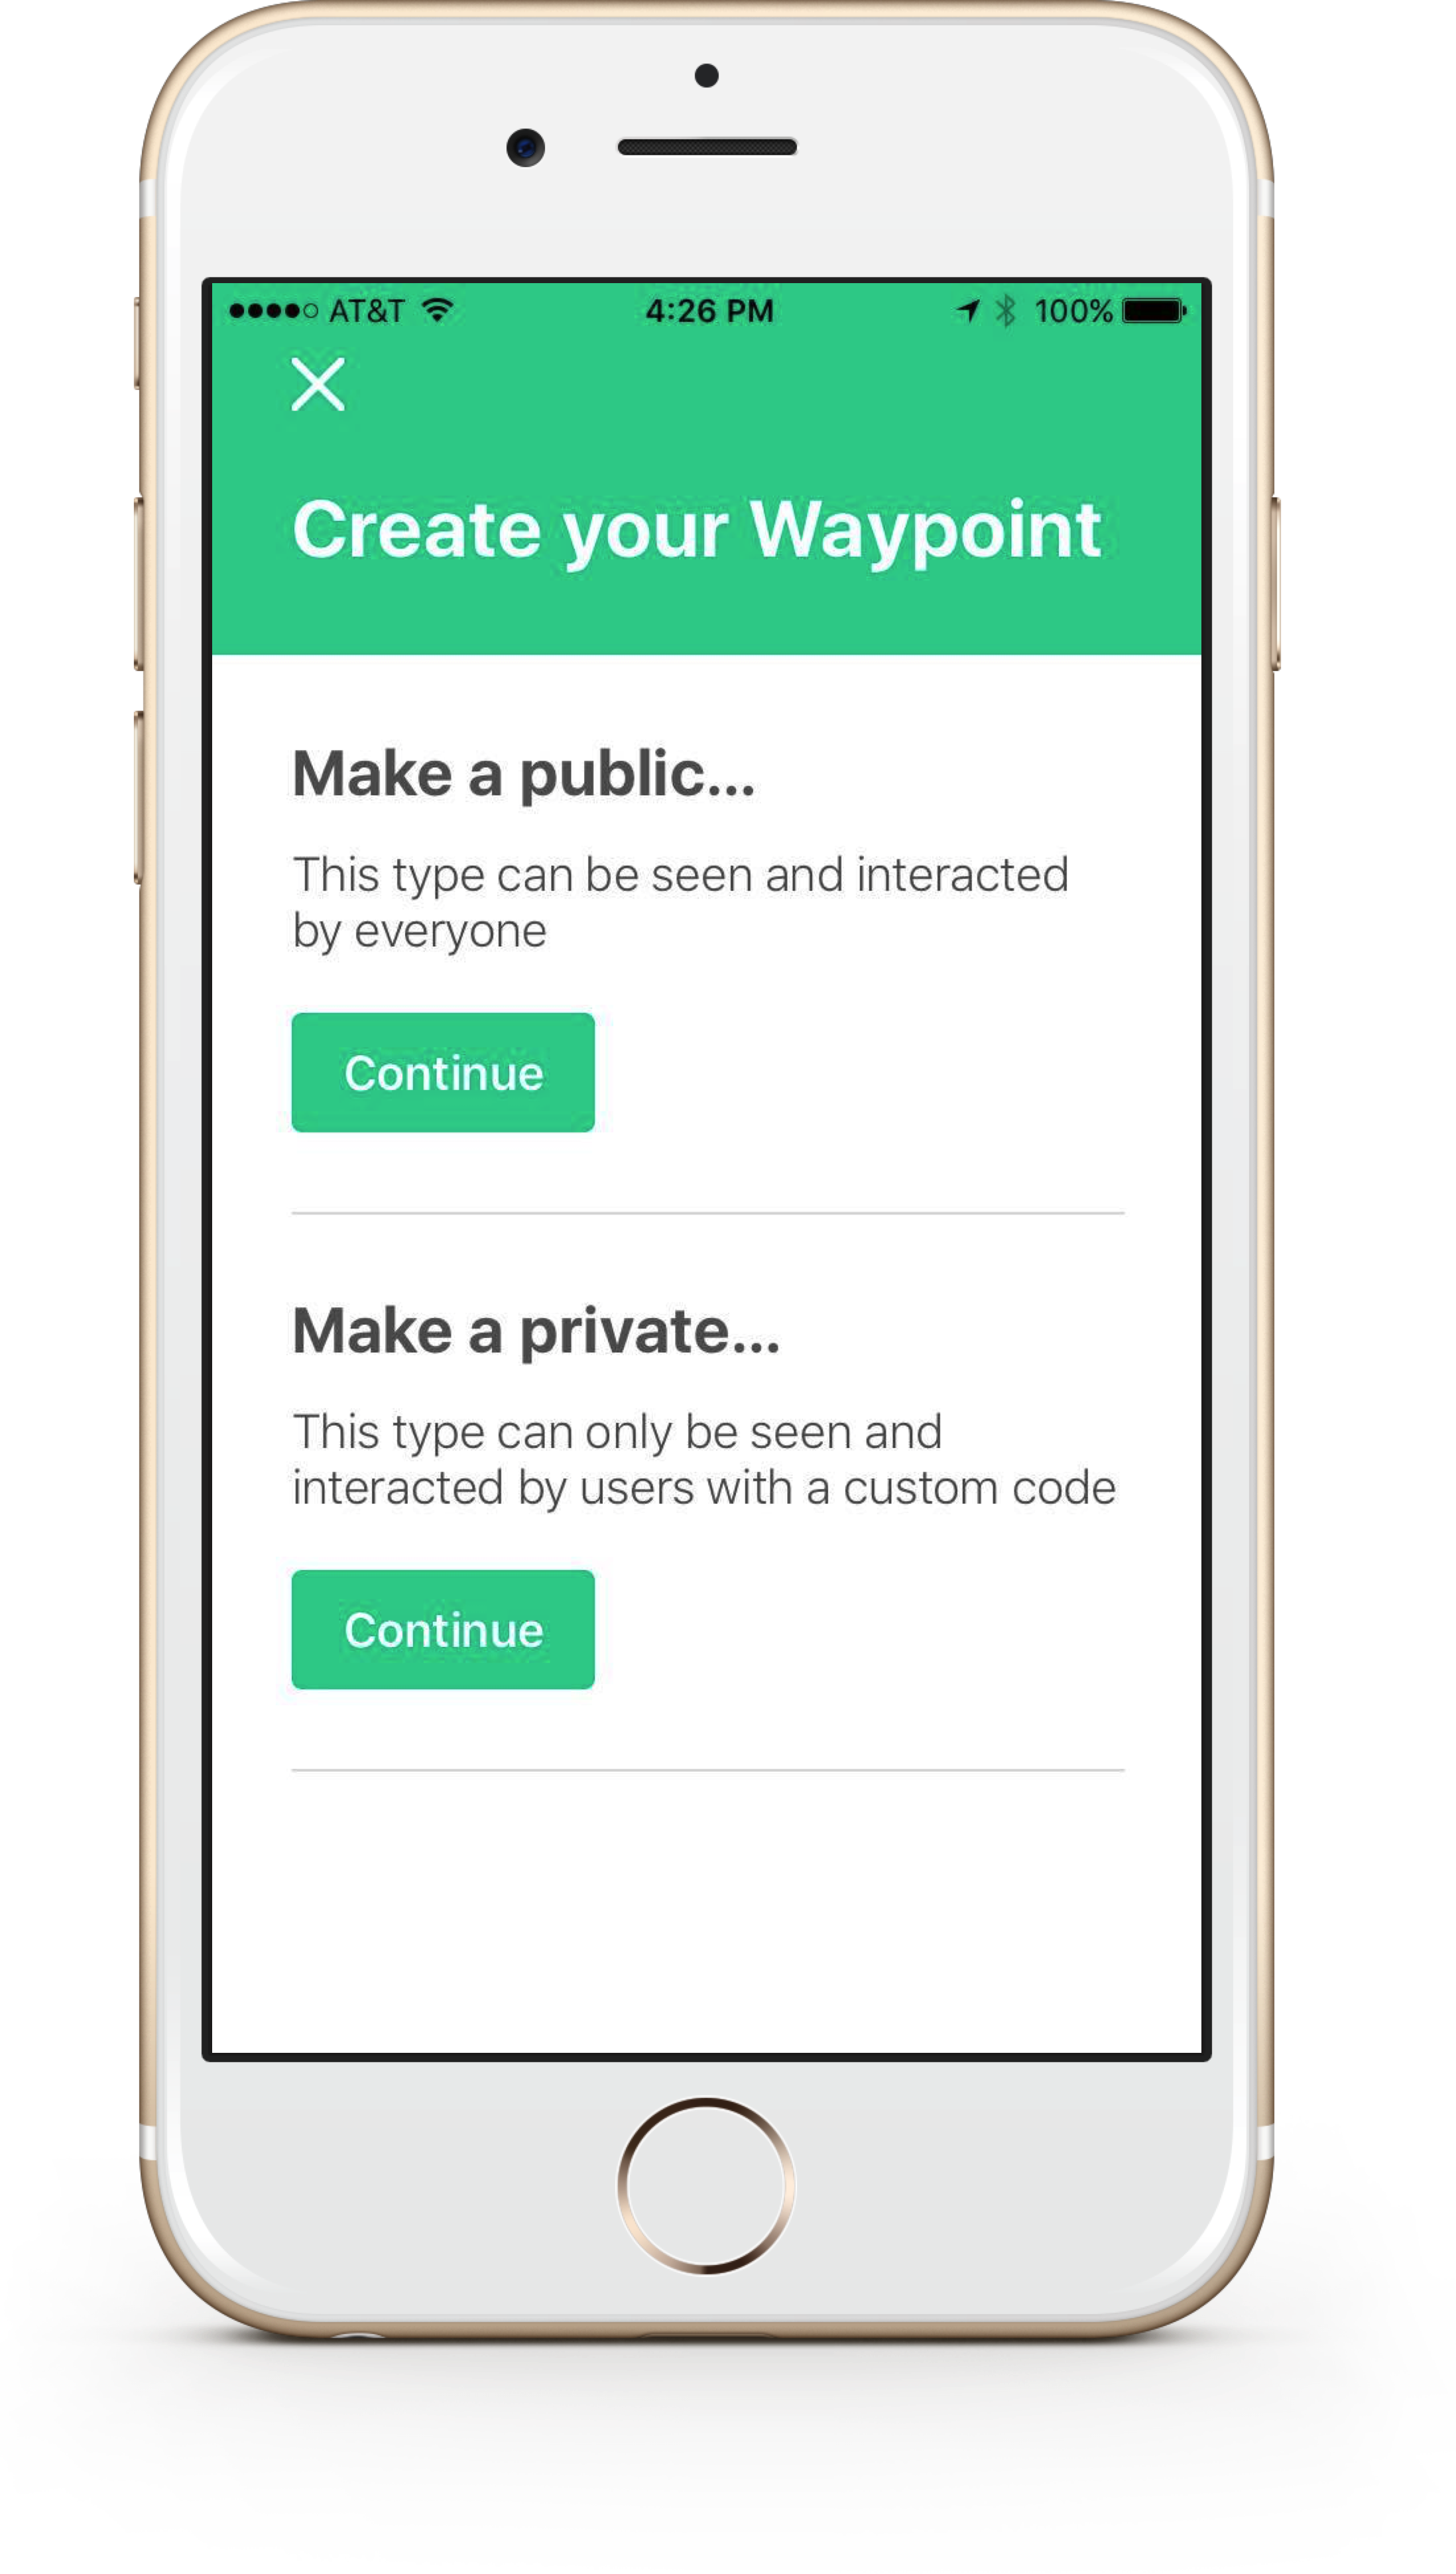 AT&T 4:26 PM 100%
Create your Waypoint
Make a public...
This type can be seen and interacted
by everyone
Continue
Make a private...
This type can only be seen and
interacted by users with a custom code
Continue